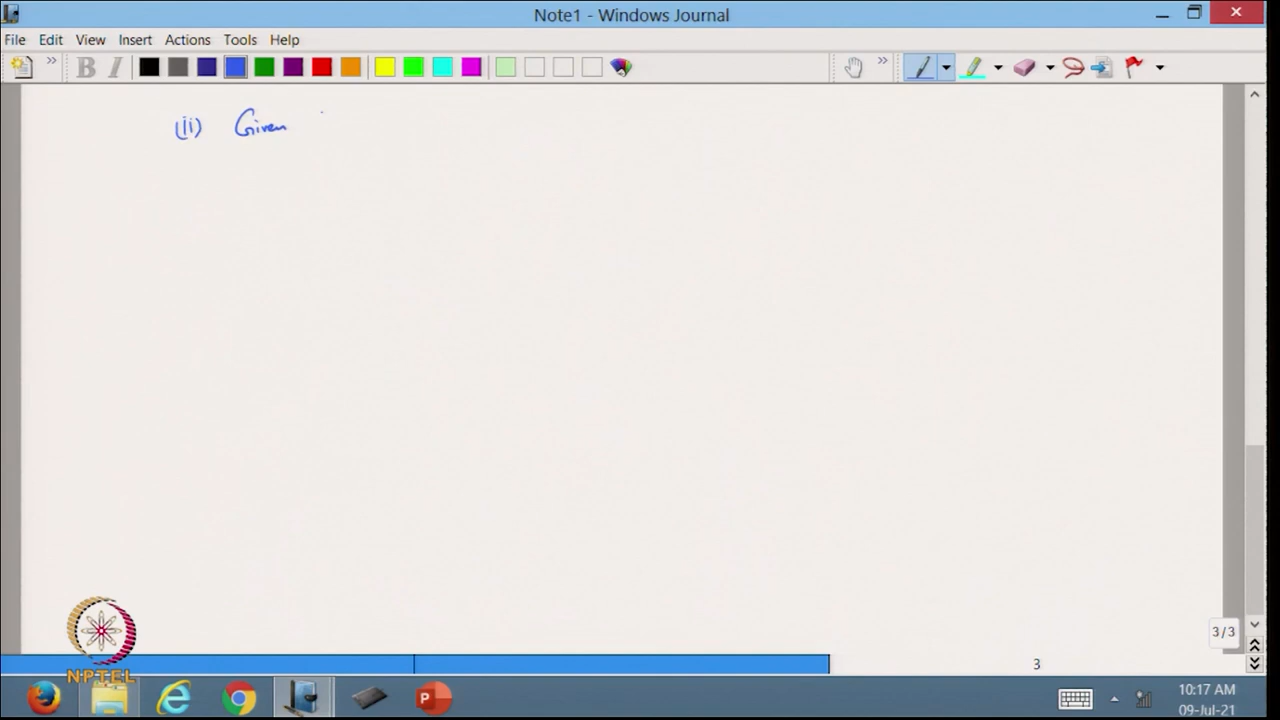 Note1 - Windows Journal
File Edit View Insert Actions Tools Help
B I
(ii) Given
3/3
3
NPTEL
10:17 AM
09-Jul-21